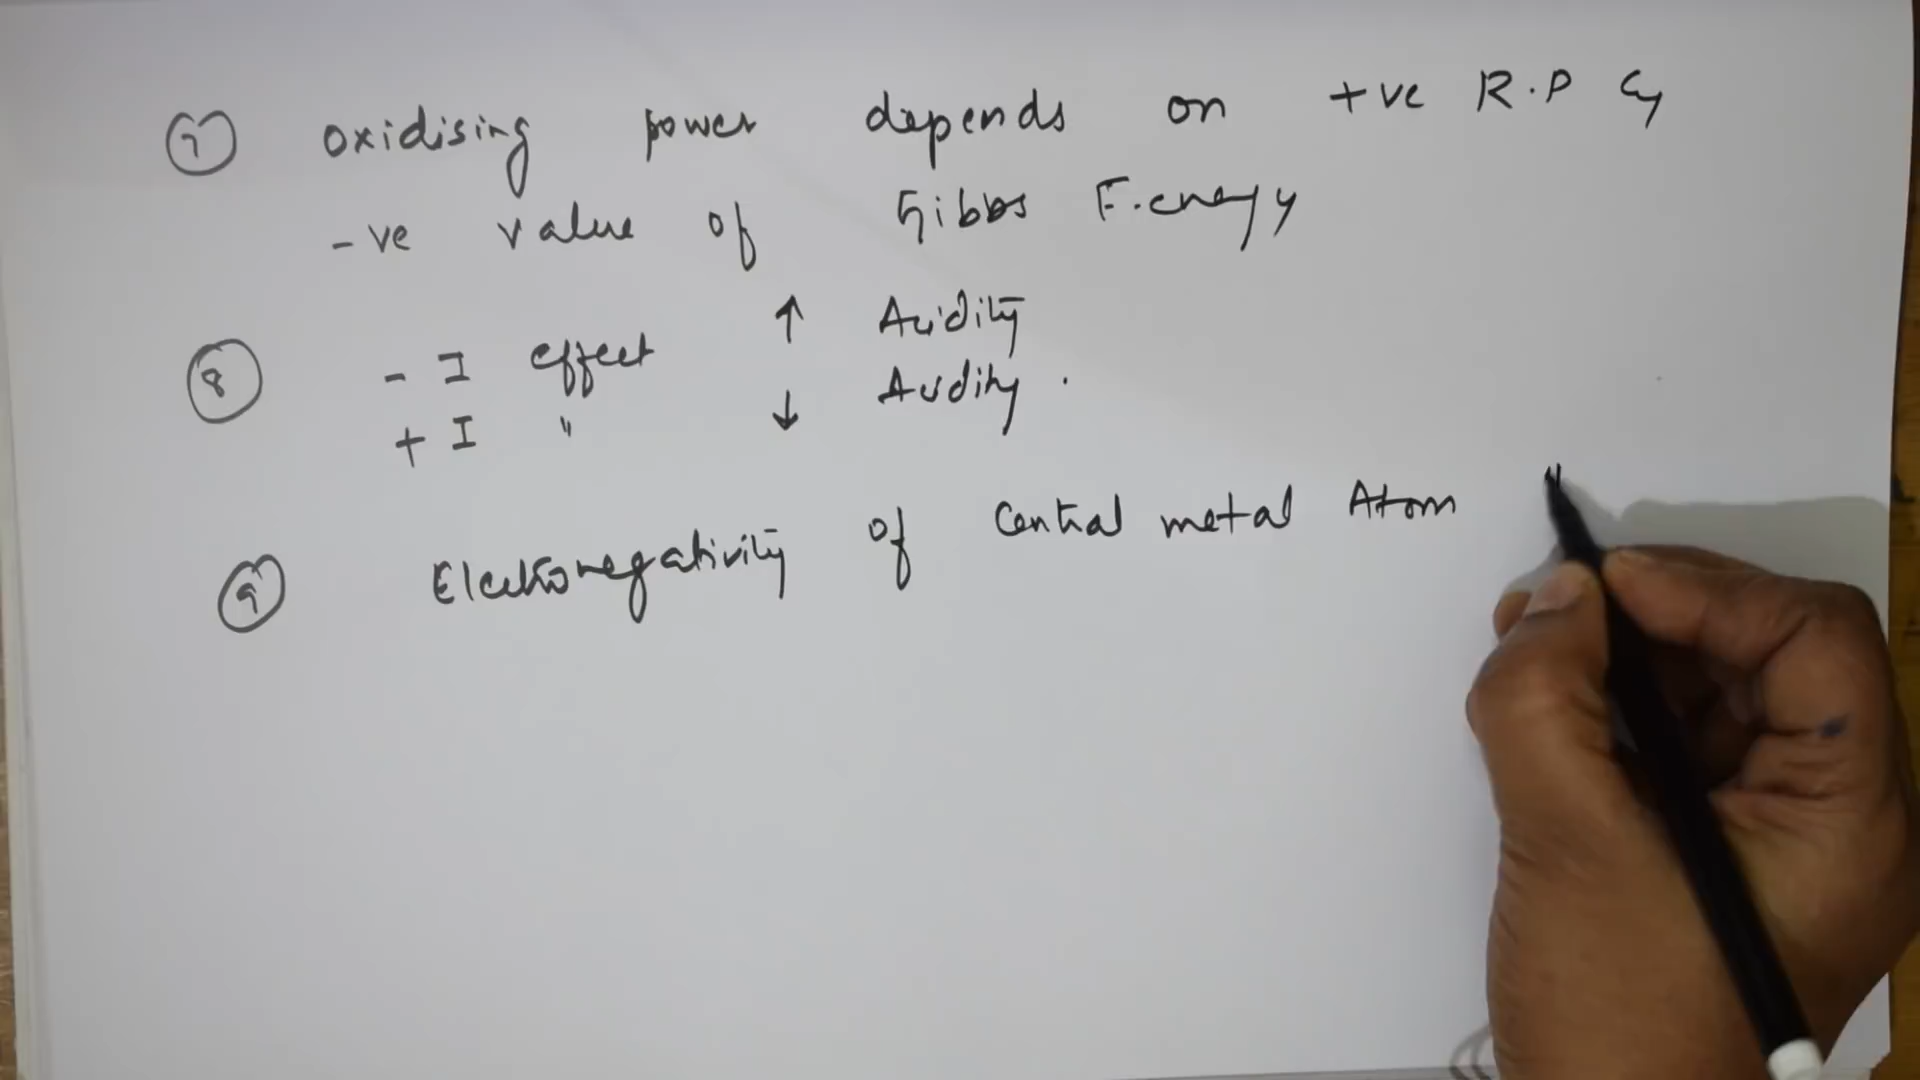 7 oxidising power depends on +ve R.P &
-ve value of Gibbs F.energy
8 - I effect ↑ Acidity
+ I " ↓ Acidity .
9 Electronegativity of Central metal Atom